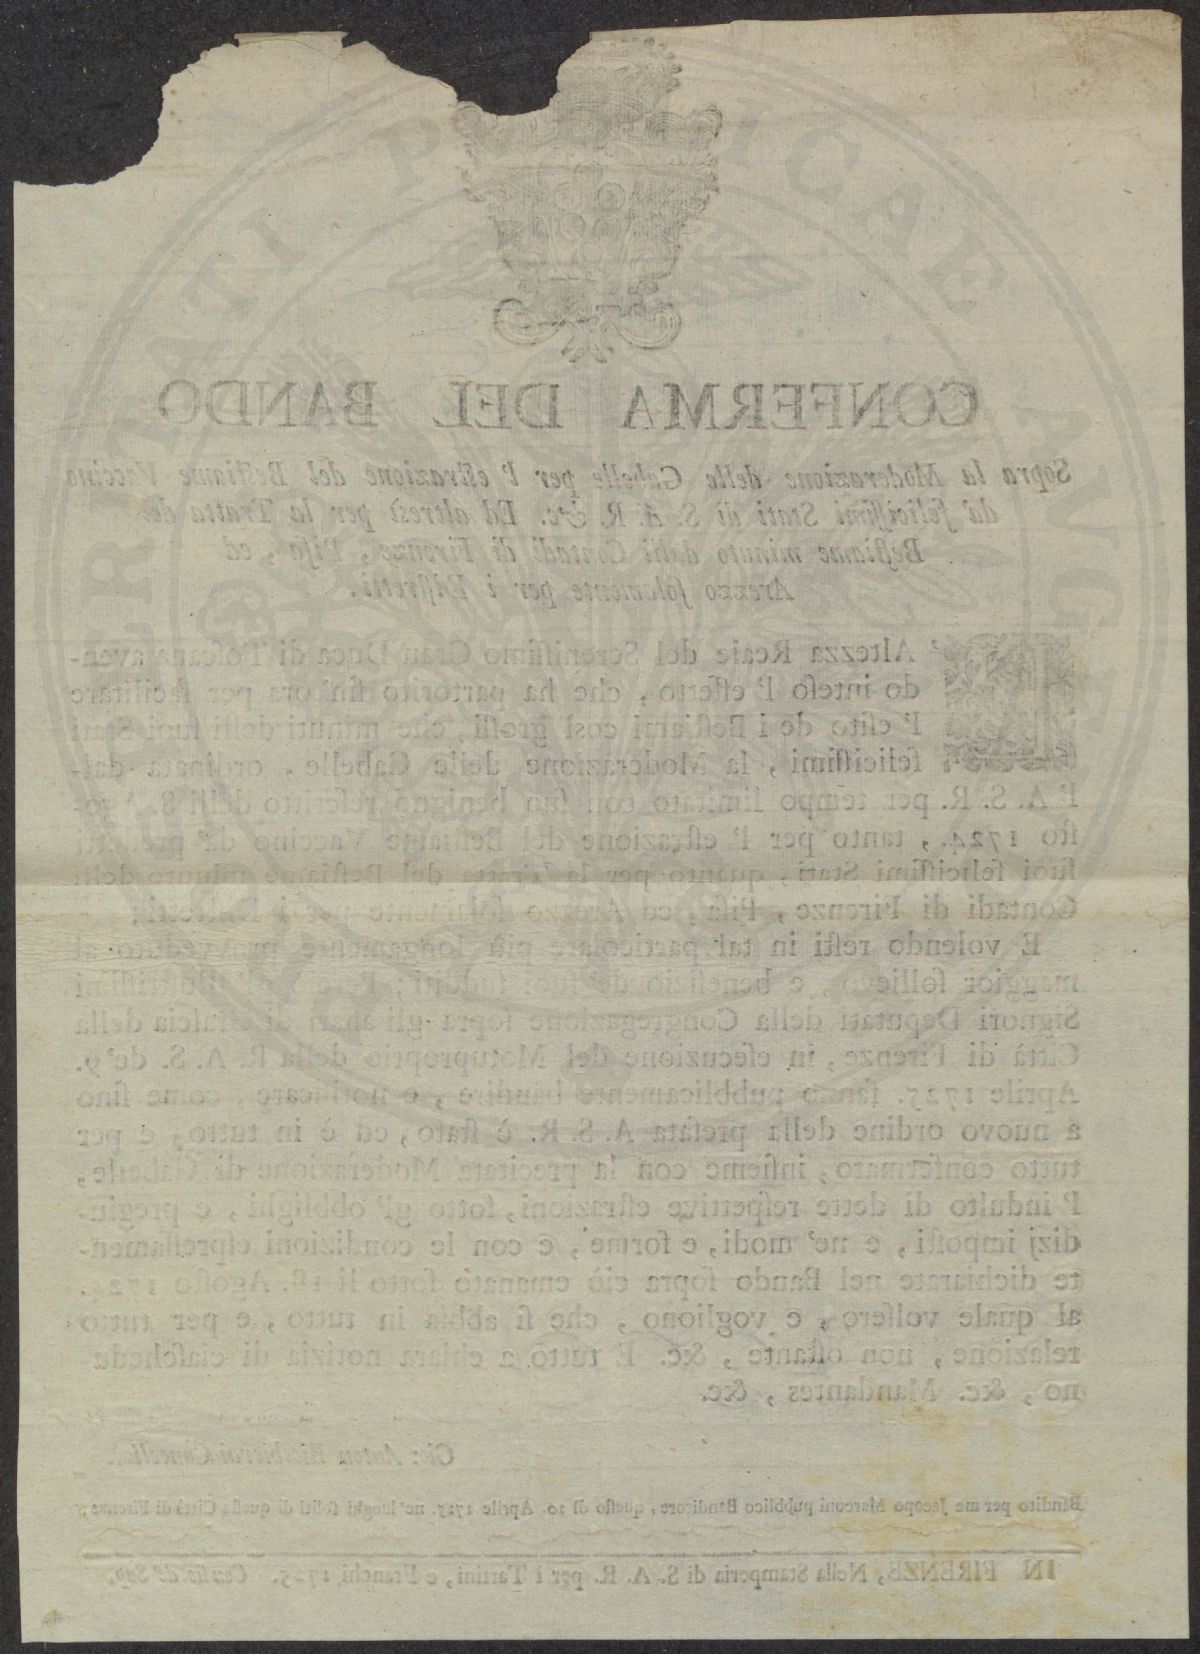 CONFERMA DEL BANDO
Sopra la Moderazione delle Gabelle per l' estrazione del Bestiame Vaccino
da' feliciſſimi Stati di S. A. R. &c. Ed altresì per la Tratta del
Beſtiame minuto dalli Contadi di Firenze, Piſa, ed
Arezzo ſolamente per i Diſtretti.
L' Altezza Reale del Sereniſſimo Gran Duca di Toſcana aven-
do inteſo l' effetto, che ha partorito ſin' ora per facilitare
l' eſito de i Beſtiami così groſſi, che minuti delli ſuoi Stati
feliciſſimi, la Moderazione delle Gabelle, ordinata dal-
l' A. S. R. per tempo limitato con ſuo benigno reſcritto delli 8. Ago-
ſto 1724., tanto per l' eſtrazione del Beſtiame Vaccino da' predetti
ſuoi feliciſſimi Stati, quanto per la Tratta del Beſtiame minuto delli
Contadi di Firenze, Piſa, ed Arezzo ſolamente per i Diſtretti;
E volendo reſti in tal particolare più longamente provveduto al
maggior ſollievo, e benefizio de' ſuoi ſudditi; Però gl' Illuſtriſſimi
Signori Deputati della Congregazione ſopra gli affari di Graſcia della
Città di Firenze, in eſecuzione del Motuproprio della R. A. S. de' 9.
Aprile 1725. fanno pubblicamente bandire, e notificare, come ſino
a nuovo ordine della prefata A. S. R. è ſtato, ed è in tutto, e per
tutto confermato, inſieme con la precitata Moderazione di Gabelle,
l' indulto di dette reſpettive eſtrazioni, ſotto gl' obblighi, e pregiu-
dizj impoſti, e ne' modi, e forme, e con le condizioni eſpreſſamen-
te dichiarate nel Bando ſopra ciò emanato ſotto li 18. Agoſto 1724.
al quale volſero, e vogliono, che ſi abbia in tutto, e per tutto
relazione, non oſtante, &c. E tutto a chiara notizia di ciaſchedu-
no, &c. Mandantes, &c.
Gio: Anton
Bandito per me Jacopo Marconi pubblico Banditore, queſto dì 10. Aprile 1725. ne' luoghi ſoliti di queſta Città di Firenze;
IN FIRENZE, Nella Stamperia di S. A. R. per i Tartini, e Franchi, 1725. Con lic. de' Sup.